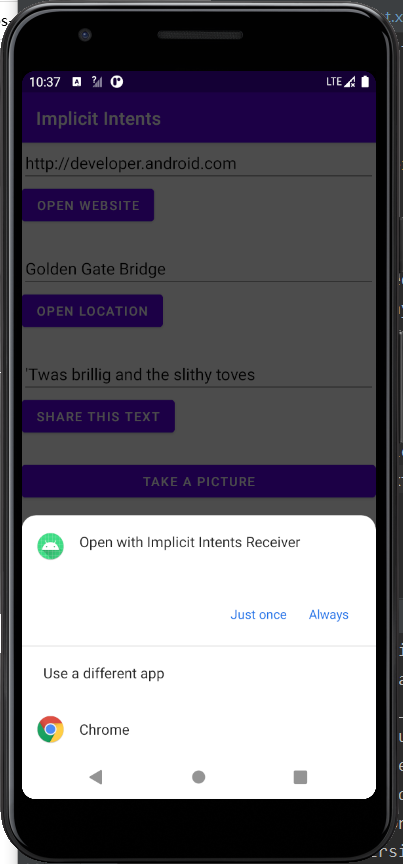 10:37
LTE
Implicit Intents
http://developer.android.com
OPEN WEBSITE
Golden Gate Bridge
OPEN LOCATION
'Twas brillig and the slithy toves
SHARE THIS TEXT
TAKE A PICTURE
Open with Implicit Intents Receiver
Just once
Always
Use a different app
Chrome